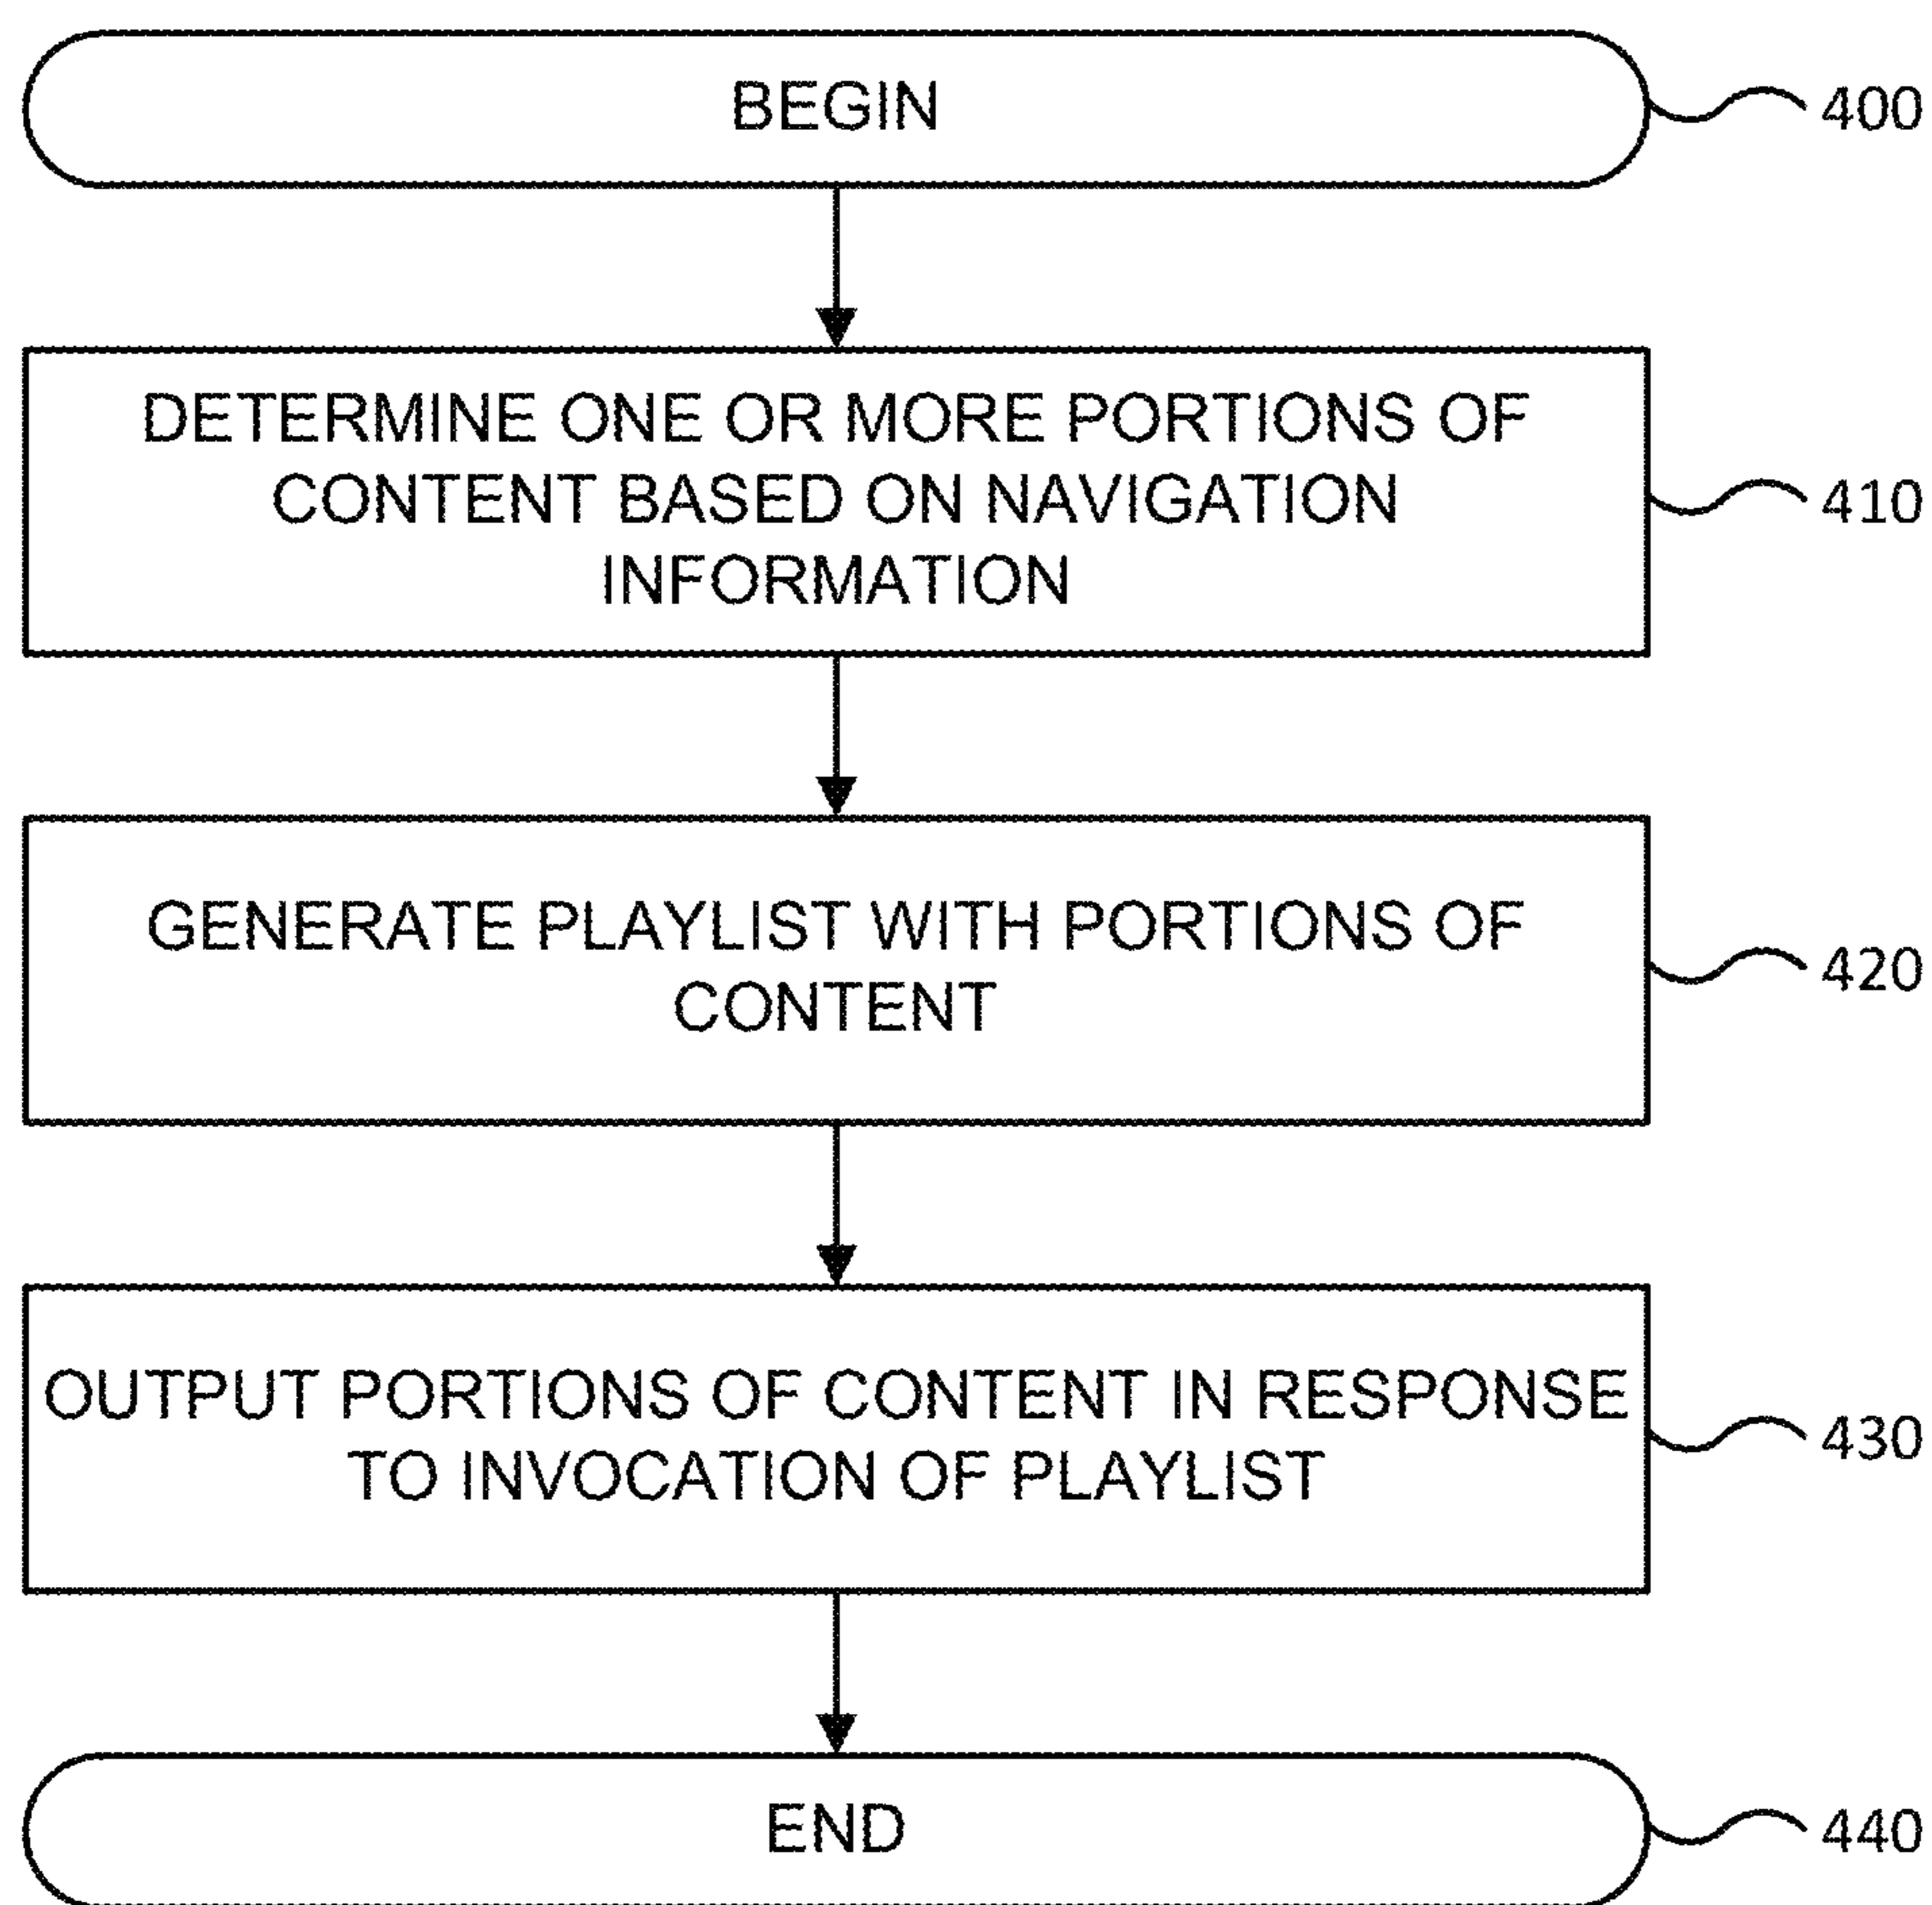 BEGIN
400
DETERMINE ONE OR MORE PORTIONS OF
CONTENT BASED ON NAVIGATION
INFORMATION
410
GENERATE PLAYLIST WITH PORTIONS OF
CONTENT
420
OUTPUT PORTIONS OF CONTENT IN RESPONSE
TO INVOCATION OF PLAYLIST
430
END
440